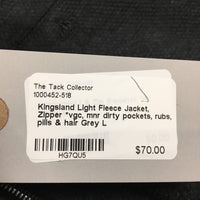 The Tack Collector
1000452-518
Kingsland Light Fleece Jacket,
Zipper *vgc, mnr dirty pockets, rubs,
pills & hair Grey L
HG7QU5
$70.00